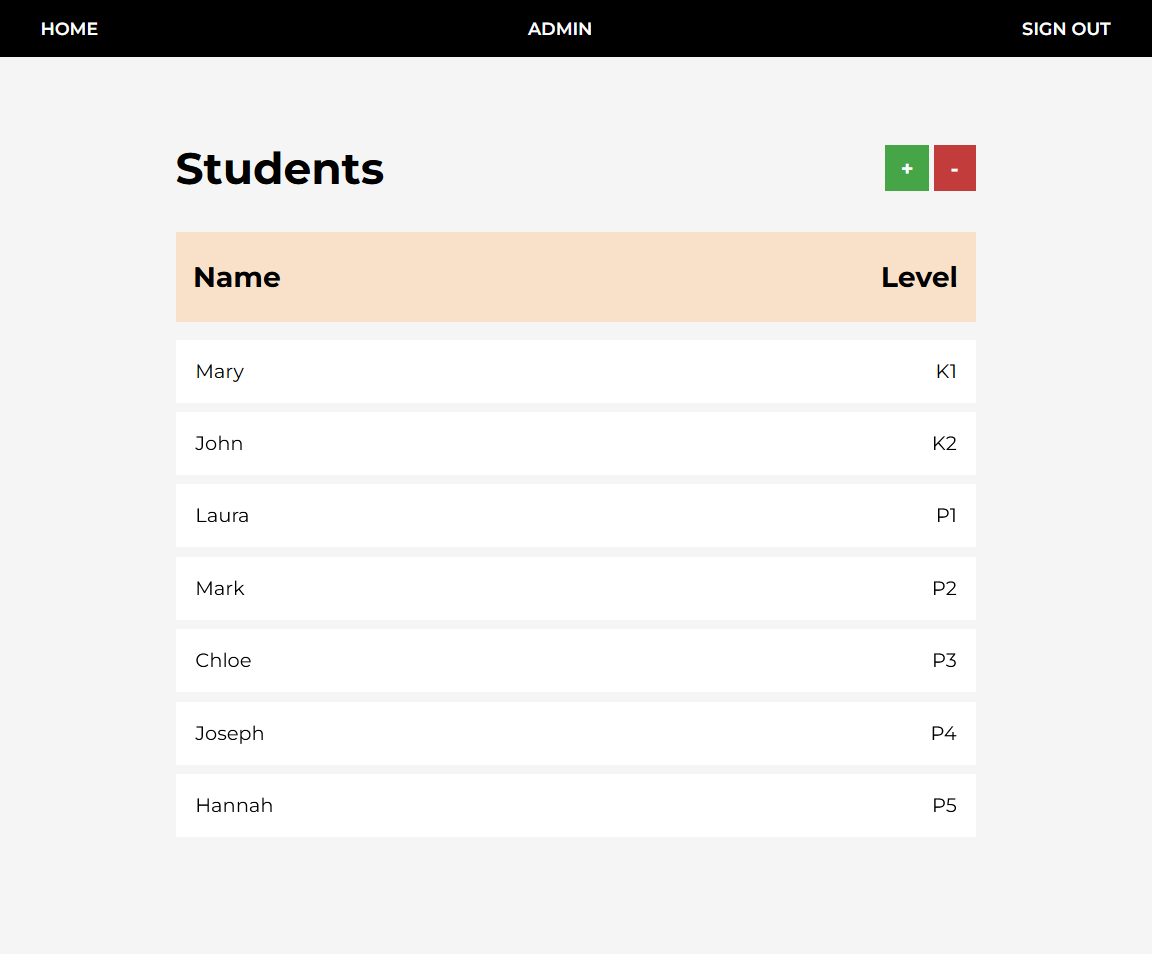 HOME ADMIN SIGN OUT
Students + -
Name Level
Mary K1
John K2
Laura P1
Mark P2
Chloe P3
Joseph P4
Hannah P5